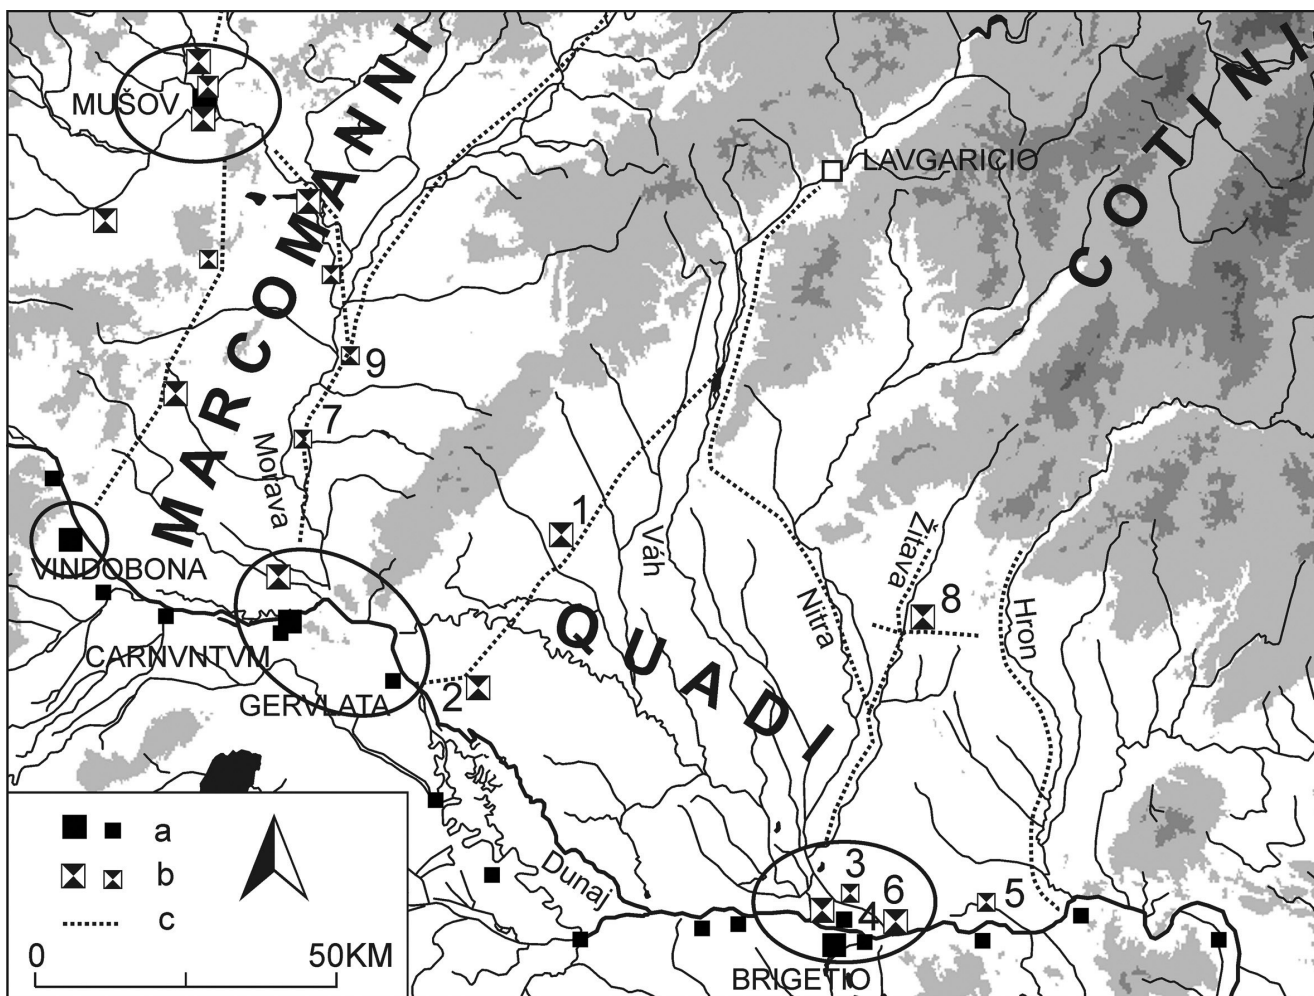 MUŠOV
MARCOMANNI
LAVGARICIO
COTINI
9
7
Morava
1
Váh
Žitava
8
VINDOBONA
Nitra
Hron
QUADI
CARNVNTVM
GERVLATA
2
a
b
c
0 50KM
Dunaj
3
6
4
5
BRIGETIO